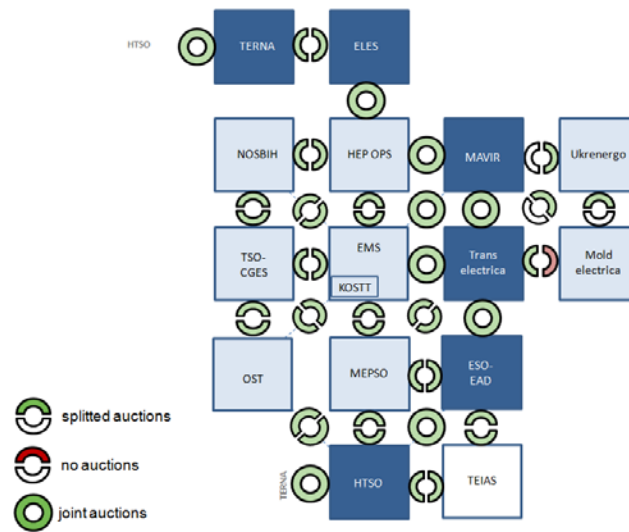 HTSO
TERNA
ELES
NOSBIH
HEP OPS
MAVIR
Ukrenergo
TSO-
CGES
EMS
KOSTT
Trans
electrica
Mold
electrica
OST
MEPSO
ESO-
EAD
splitted auctions
no auctions
joint auctions
TERNA
HTSO
TEIAS